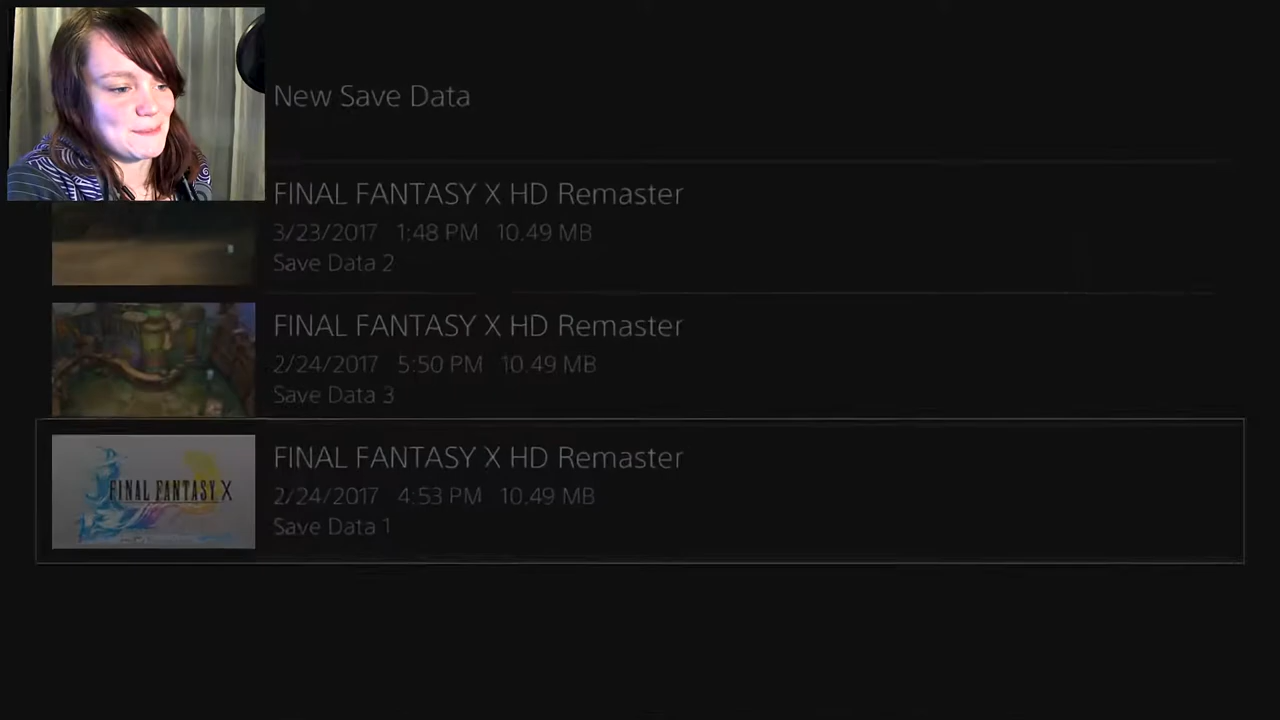 New Save Data
FINAL FANTASY X HD Remaster
3/23/2017 1:48 PM 10.49 MB
Save Data 2
FINAL FANTASY X HD Remaster
2/24/2017 5:50 PM 10.49 MB
Save Data 3
FINAL FANTASY X HD Remaster
2/24/2017 4:53 PM 10.49 MB
Save Data 1
FINAL FANTASY X